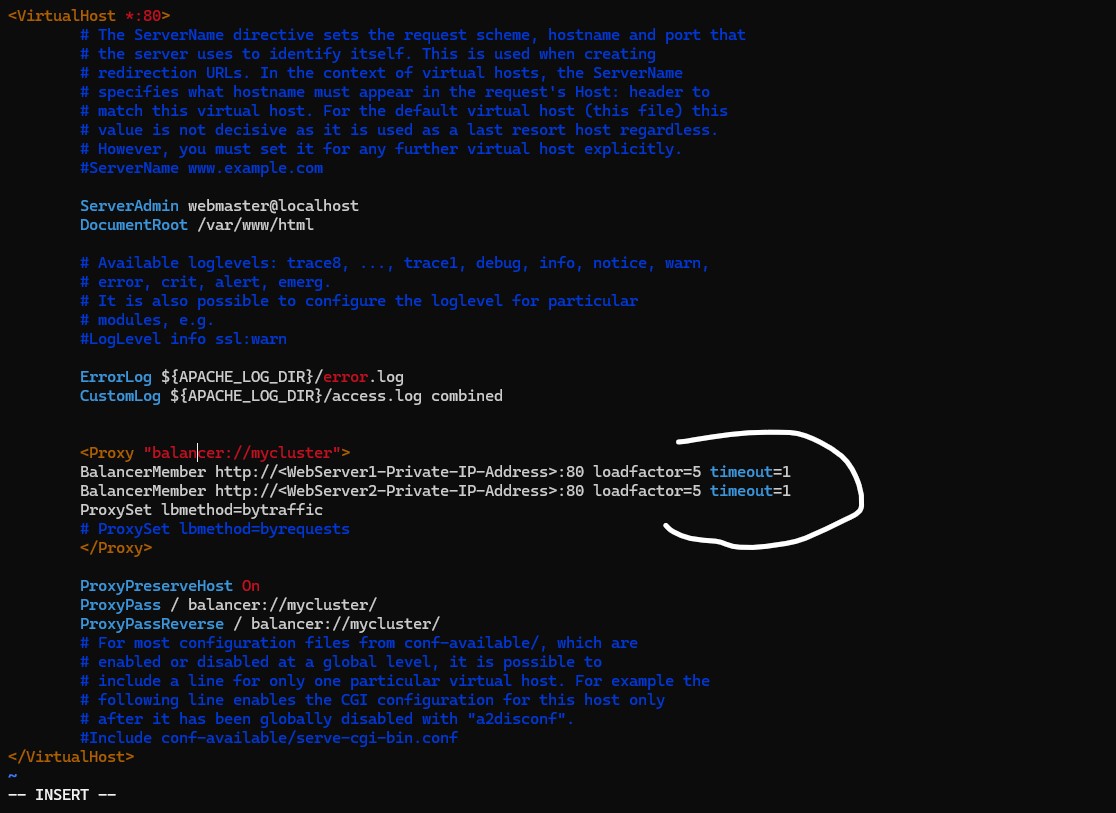 <VirtualHost *:80>
# The ServerName directive sets the request scheme, hostname and port that
# the server uses to identify itself. This is used when creating
# redirection URLs. In the context of virtual hosts, the ServerName
# specifies what hostname must appear in the request's Host: header to
# match this virtual host. For the default virtual host (this file) this
# value is not decisive as it is used as a last resort host regardless.
# However, you must set it for any further virtual host explicitly.
#ServerName www.example.com
ServerAdmin webmaster@localhost
DocumentRoot /var/www/html
# Available loglevels: trace8, ..., trace1, debug, info, notice, warn,
# error, crit, alert, emerg.
# It is also possible to configure the loglevel for particular
# modules, e.g.
#LogLevel info ssl:warn
ErrorLog ${APACHE_LOG_DIR}/error.log
CustomLog ${APACHE_LOG_DIR}/access.log combined
<Proxy "balancer://mycluster">
BalancerMember http://<WebServer1-Private-IP-Address>:80 loadfactor=5 timeout=1
BalancerMember http://<WebServer2-Private-IP-Address>:80 loadfactor=5 timeout=1
ProxySet lbmethod=bytraffic
# ProxySet lbmethod=byrequests
</Proxy>
ProxyPreserveHost On
ProxyPass / balancer://mycluster/
ProxyPassReverse / balancer://mycluster/
# For most configuration files from conf-available/, which are
# enabled or disabled at a global level, it is possible to
# include a line for only one particular virtual host. For example the
# following line enables the CGI configuration for this host only
# after it has been globally disabled with "a2disconf".
#Include conf-available/serve-cgi-bin.conf
</VirtualHost>
~
-- INSERT --